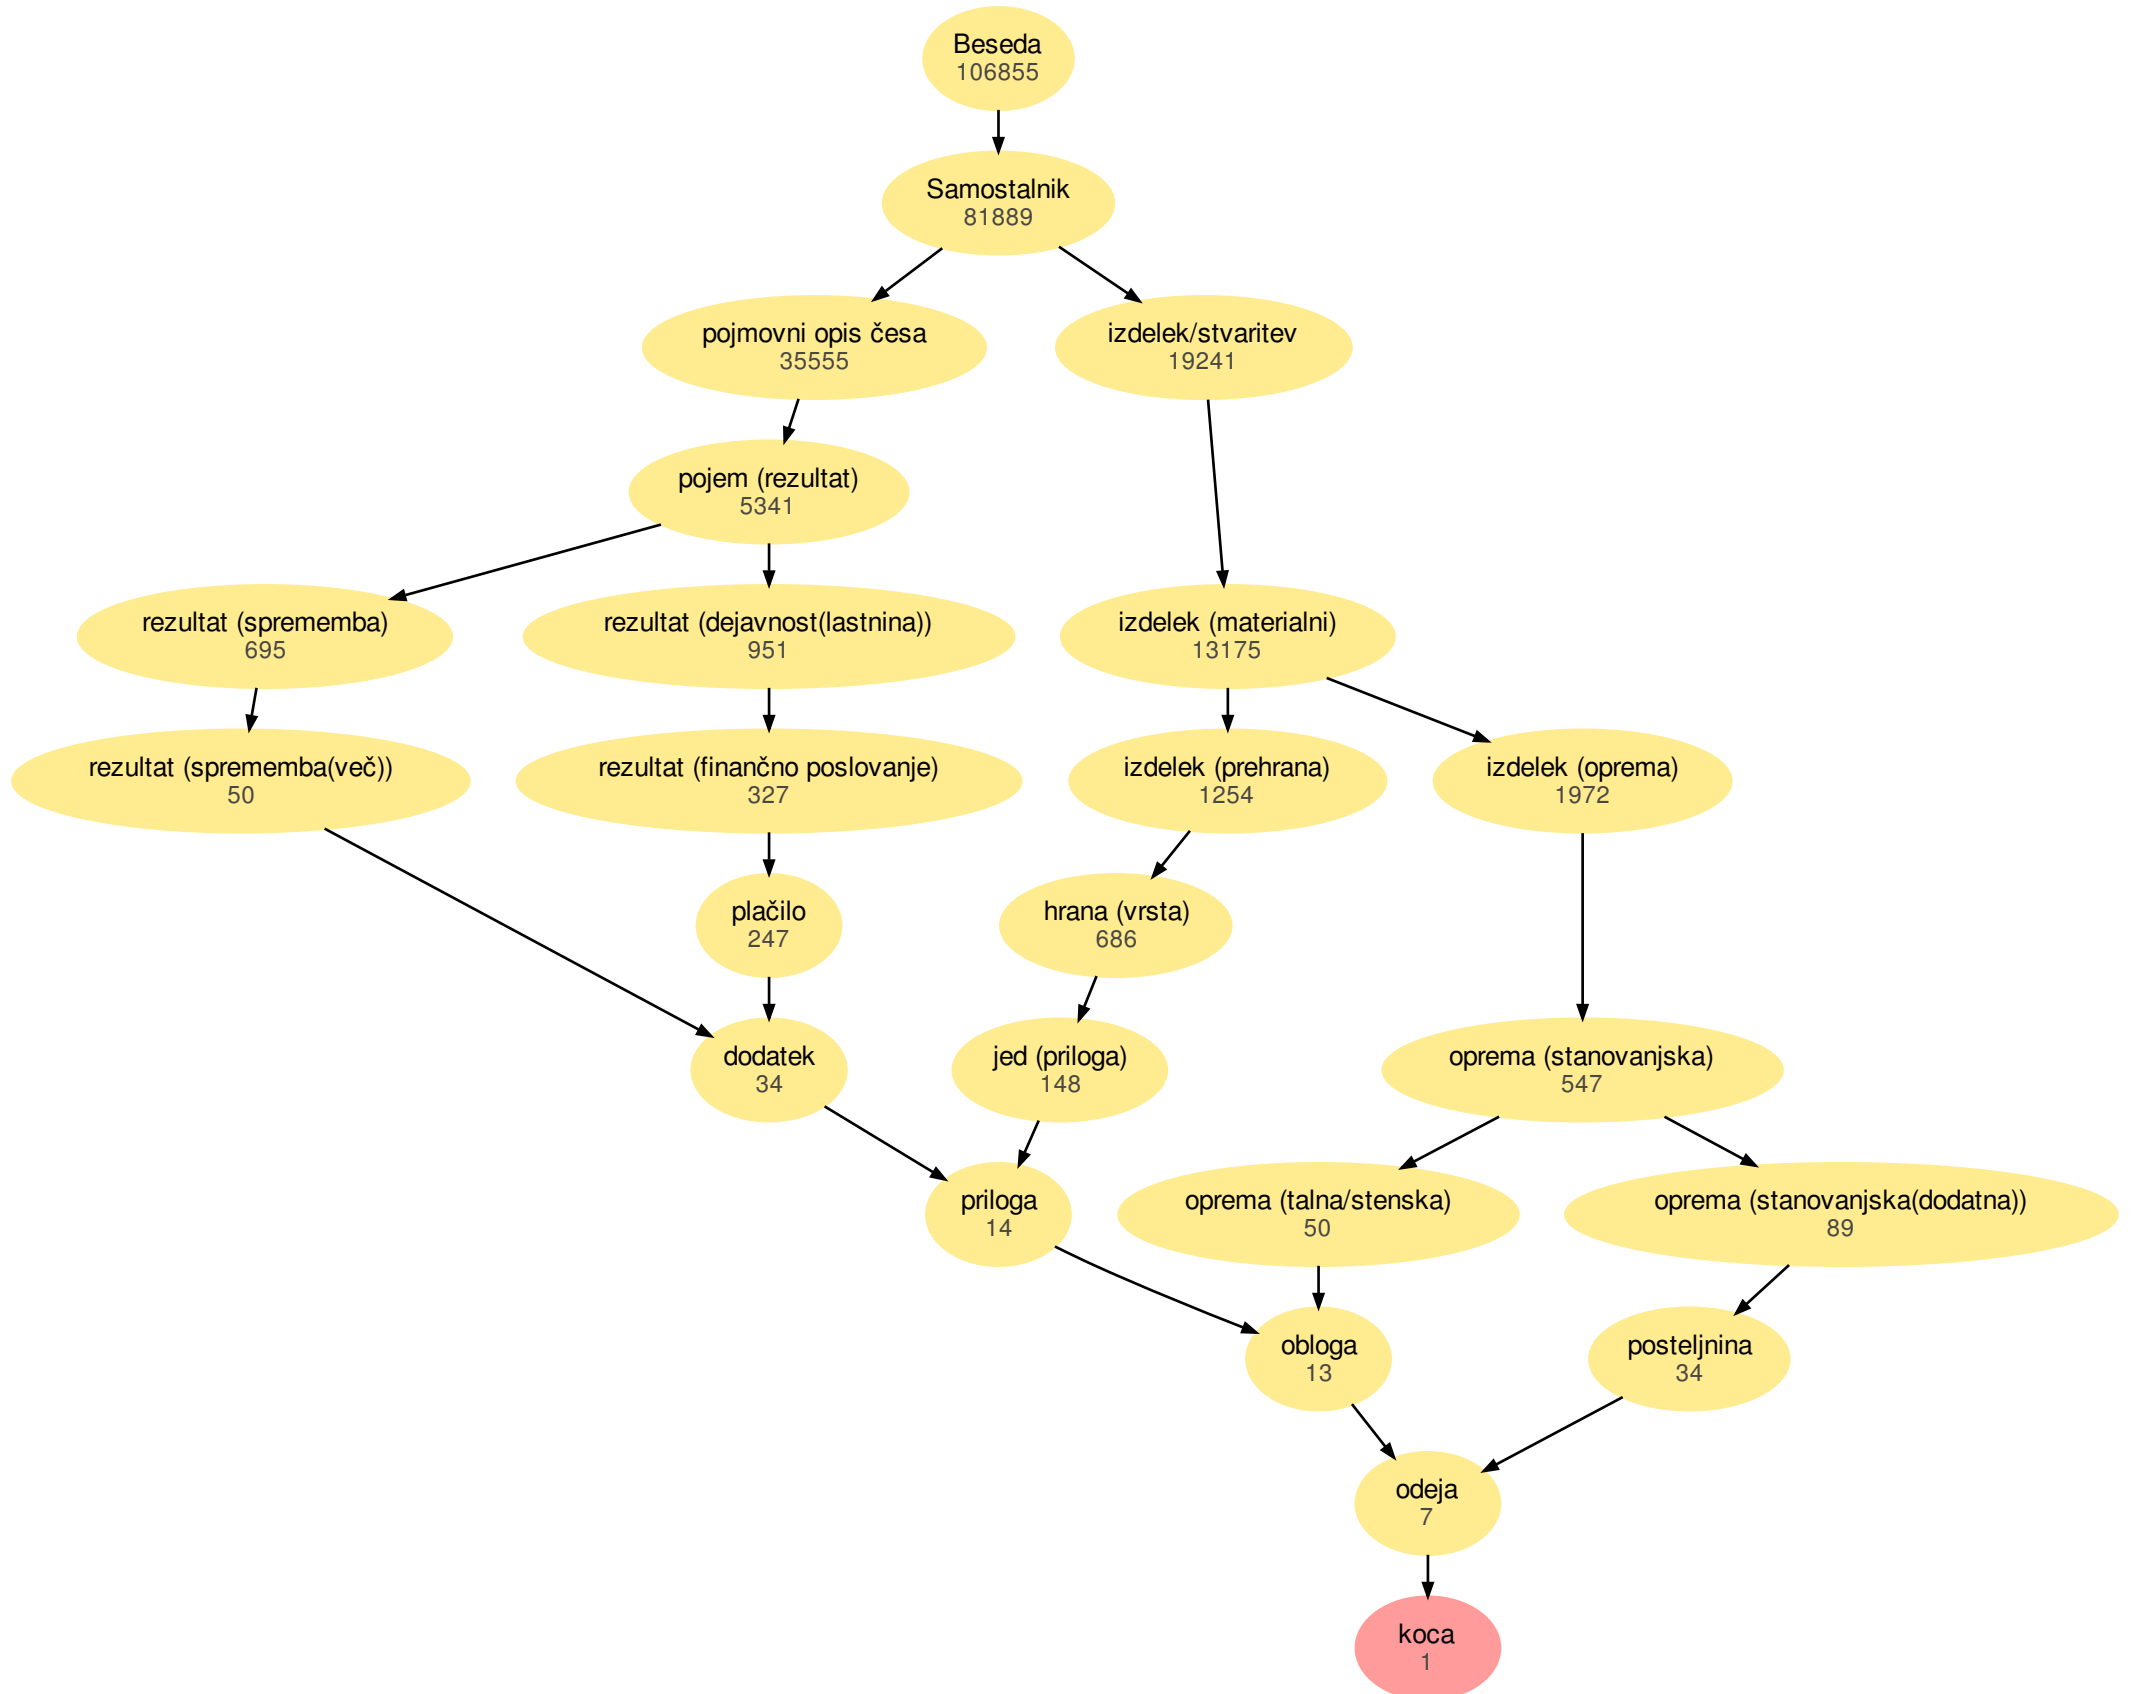 Beseda
106855
Samostalnik
81889
pojmovni opis česa
35555
izdelek/stvaritev
19241
pojem (rezultat)
5341
rezultat (sprememba)
695
rezultat (dejavnost(lastnina))
951
izdelek (materialni)
13175
rezultat (sprememba(več))
50
rezultat (finančno poslovanje)
327
izdelek (prehrana)
1254
izdelek (oprema)
1972
plačilo
247
hrana (vrsta)
686
dodatek
34
jed (priloga)
148
oprema (stanovanjska)
547
priloga
14
oprema (talna/stenska)
50
oprema (stanovanjska(dodatna))
89
obloga
13
posteljnina
34
odeja
7
koca
1